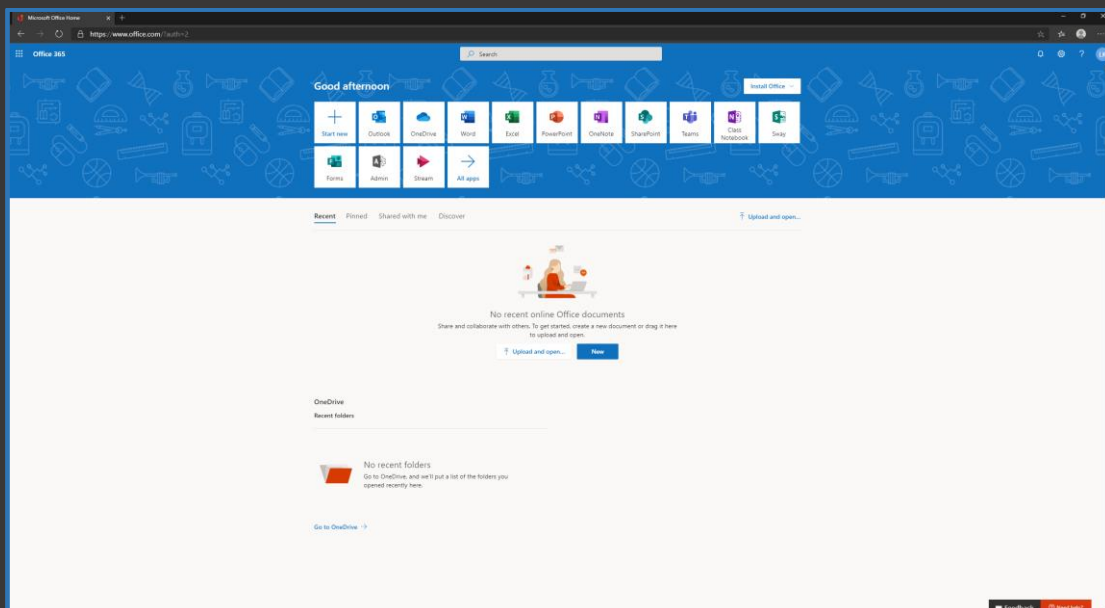 Microsoft Office Home
https://www.office.com/?auth=2
Office 365
Search
Good afternoon
Install Office
Start new
Outlook
OneDrive
Word
Excel
PowerPoint
OneNote
SharePoint
Teams
Class Notebook
Sway
Forms
Admin
Stream
All apps
Recent
Pinned
Shared with me
Discover
Upload and open...
No recent online Office documents
Share and collaborate with others. To get started, create a new document or drag it here
to upload and open.
Upload and open...
New
OneDrive
Recent folders
No recent folders
Go to OneDrive, and we'll put a list of the folders you
opened recently here.
Go to OneDrive
Feedback
Need help?